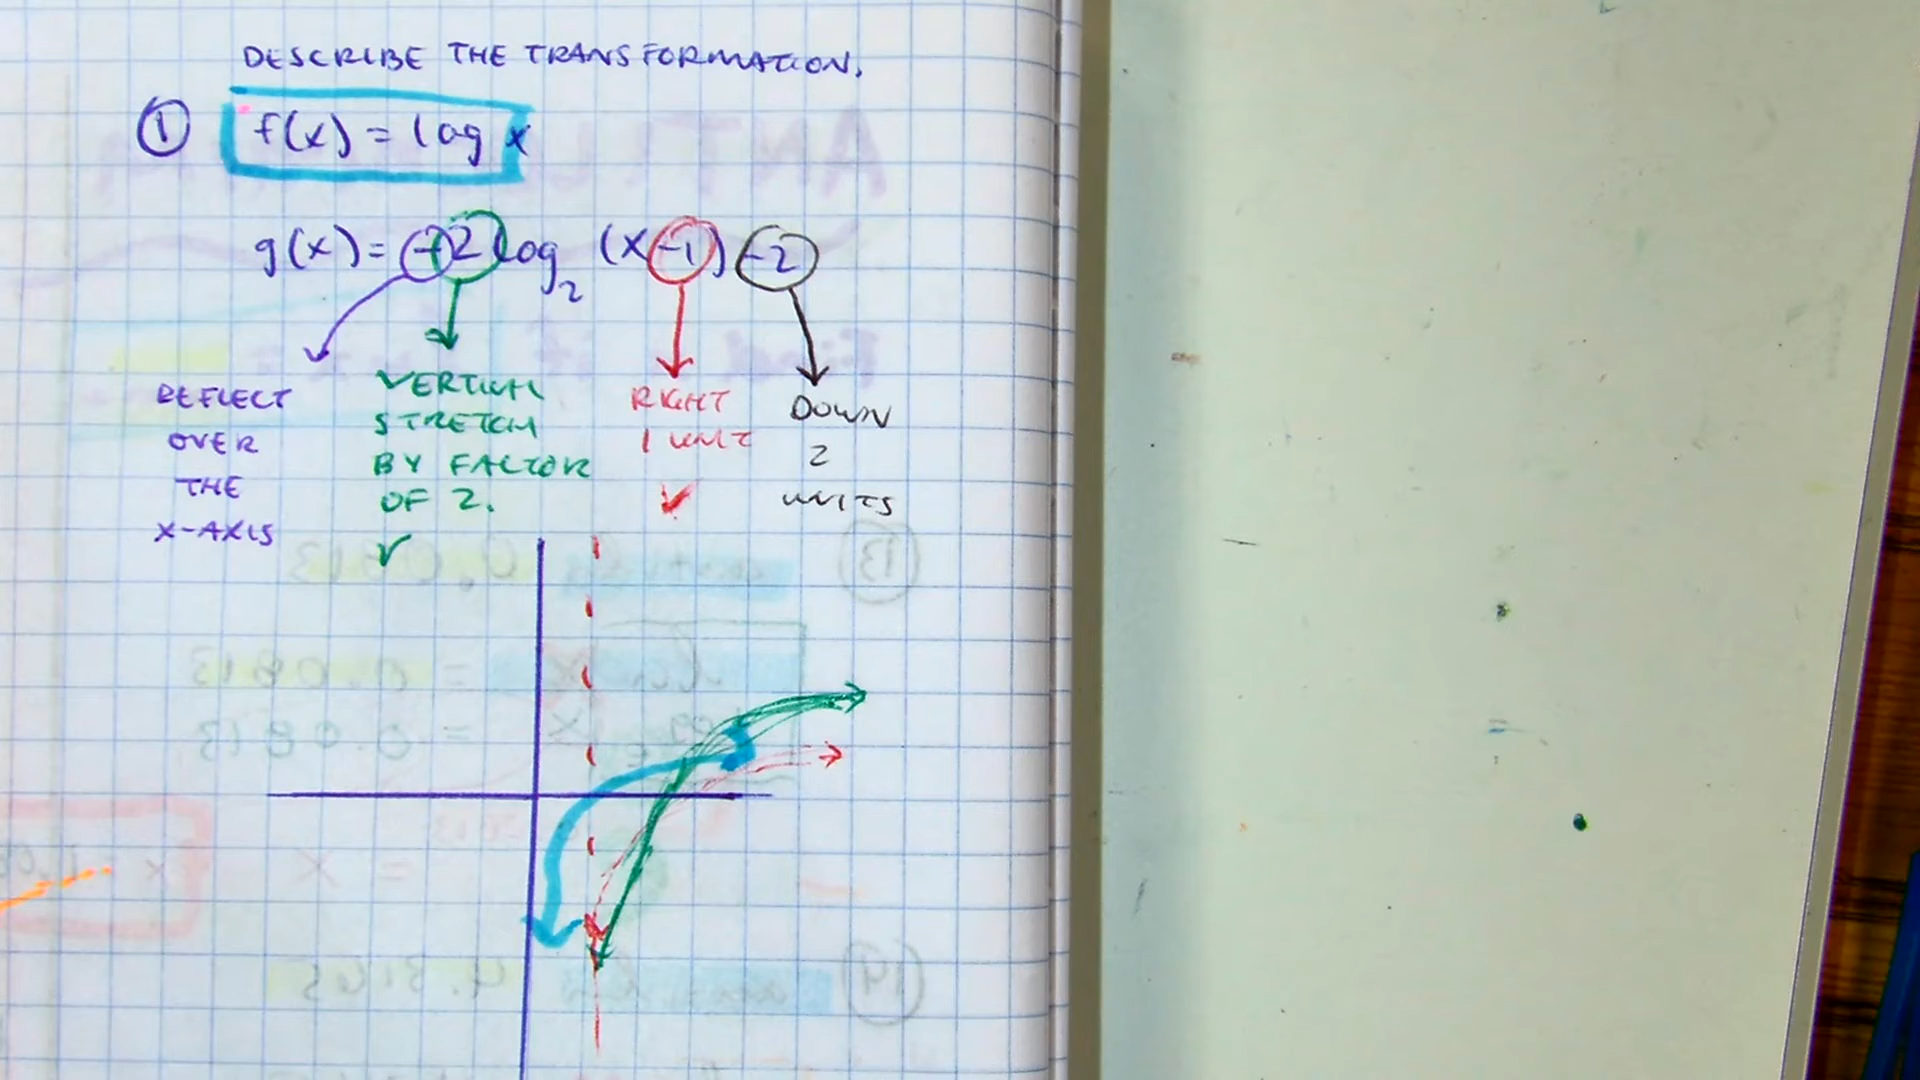 DESCRIBE THE TRANSFORMATION.
① f(x) = log x
g(x) = -2 log₂ (x-1) -2
REFLECT OVER THE X-AXIS
VERTICAL STRETCH BY FACTOR OF 2. ✓
RIGHT 1 UNIT ✓
DOWN 2 UNITS